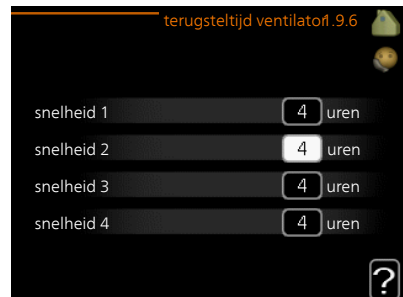 terugsteltijd ventilator1.9.6
snelheid 1 4 uren
snelheid 2 4 uren
snelheid 3 4 uren
snelheid 4 4 uren
?